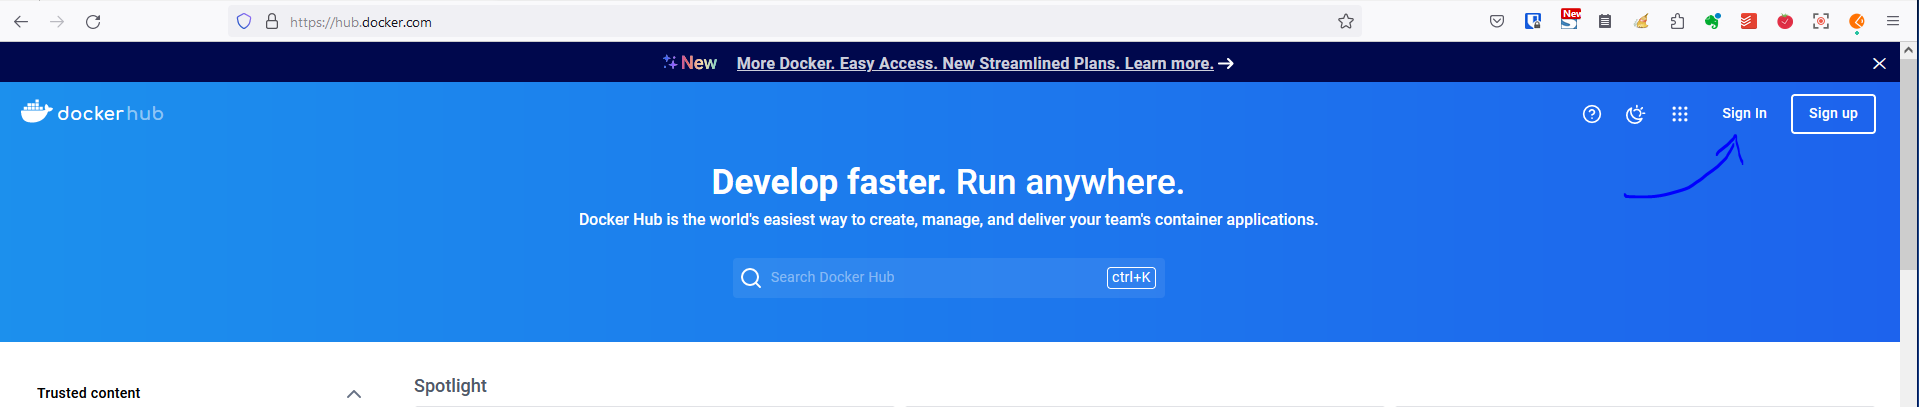 https://hub.docker.com
New
New More Docker. Easy Access. New Streamlined Plans. Learn more.
dockerhub
Sign In
Sign up
Develop faster. Run anywhere.
Docker Hub is the world's easiest way to create, manage, and deliver your team's container applications.
Search Docker Hub
ctrl+K
Trusted content
Spotlight